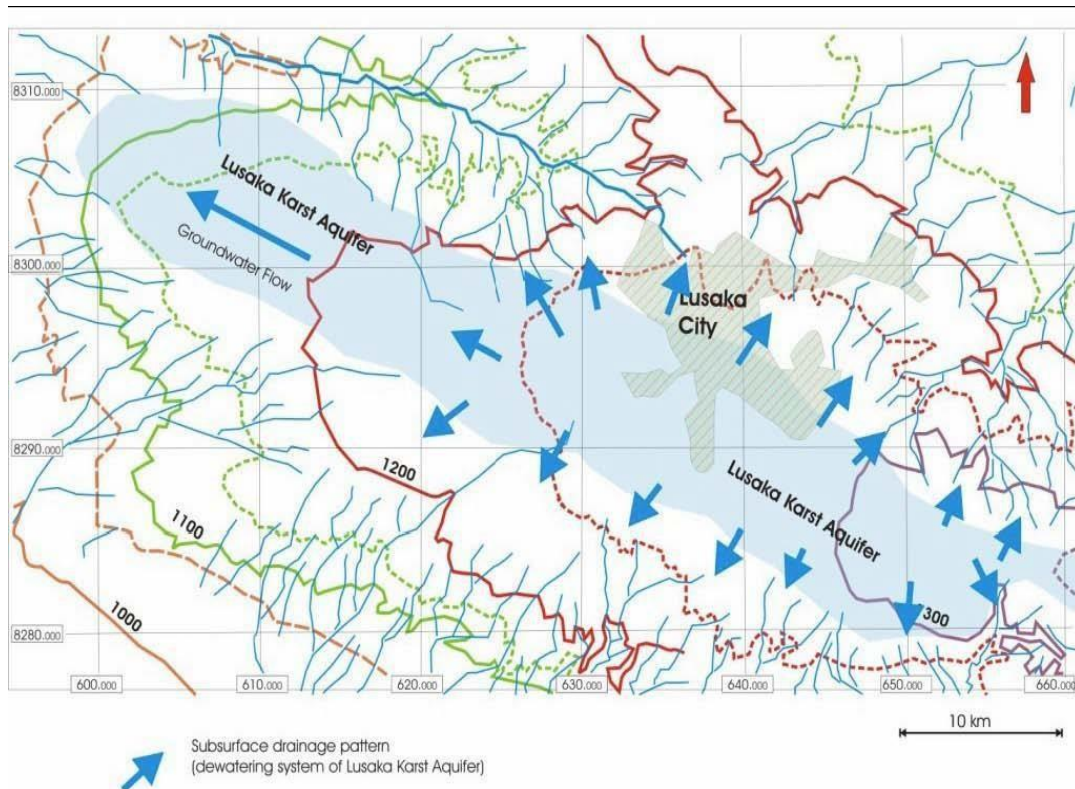 8310.000
Lusaka Karst Aquifer
Groundwater Flow
8300.000
Lusaka
City
8290.000
1200
Lusaka Karst Aquifer
1100
1000
300
8280.000
600.000
610.000
620.000
630.000
640.000
650.000
660.000
10 km
Subsurface drainage pattern
(dewatering system of Lusaka Karst Aquifer)